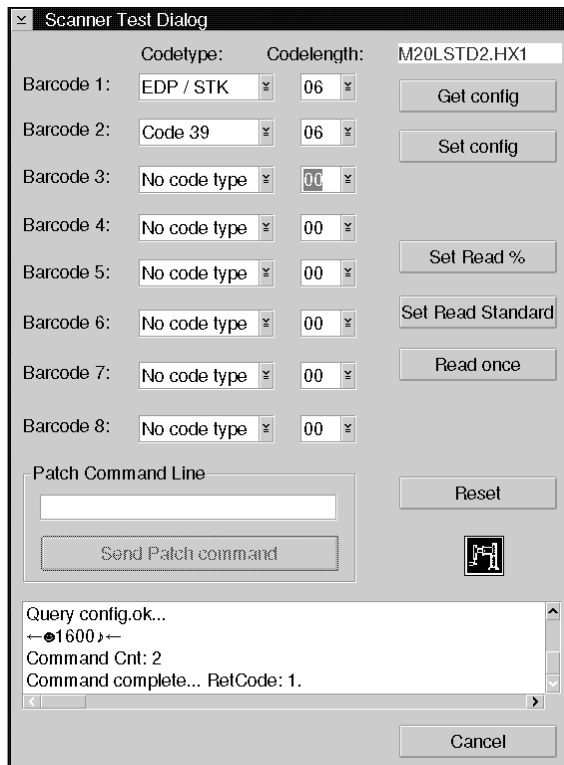 Scanner Test Dialog
Codetype: Codelength: M20LSTD2.HX1
Barcode 1: EDP / STK 06 Get config
Barcode 2: Code 39 06 Set config
Barcode 3: No code type 00
Barcode 4: No code type 00
Barcode 5: No code type 00 Set Read %
Barcode 6: No code type 00 Set Read Standard
Barcode 7: No code type 00 Read once
Barcode 8: No code type 00
Patch Command Line
Reset
Send Patch command
Query config.ok...
←☻1600♪←
Command Cnt: 2
Command complete... RetCode: 1.
Cancel